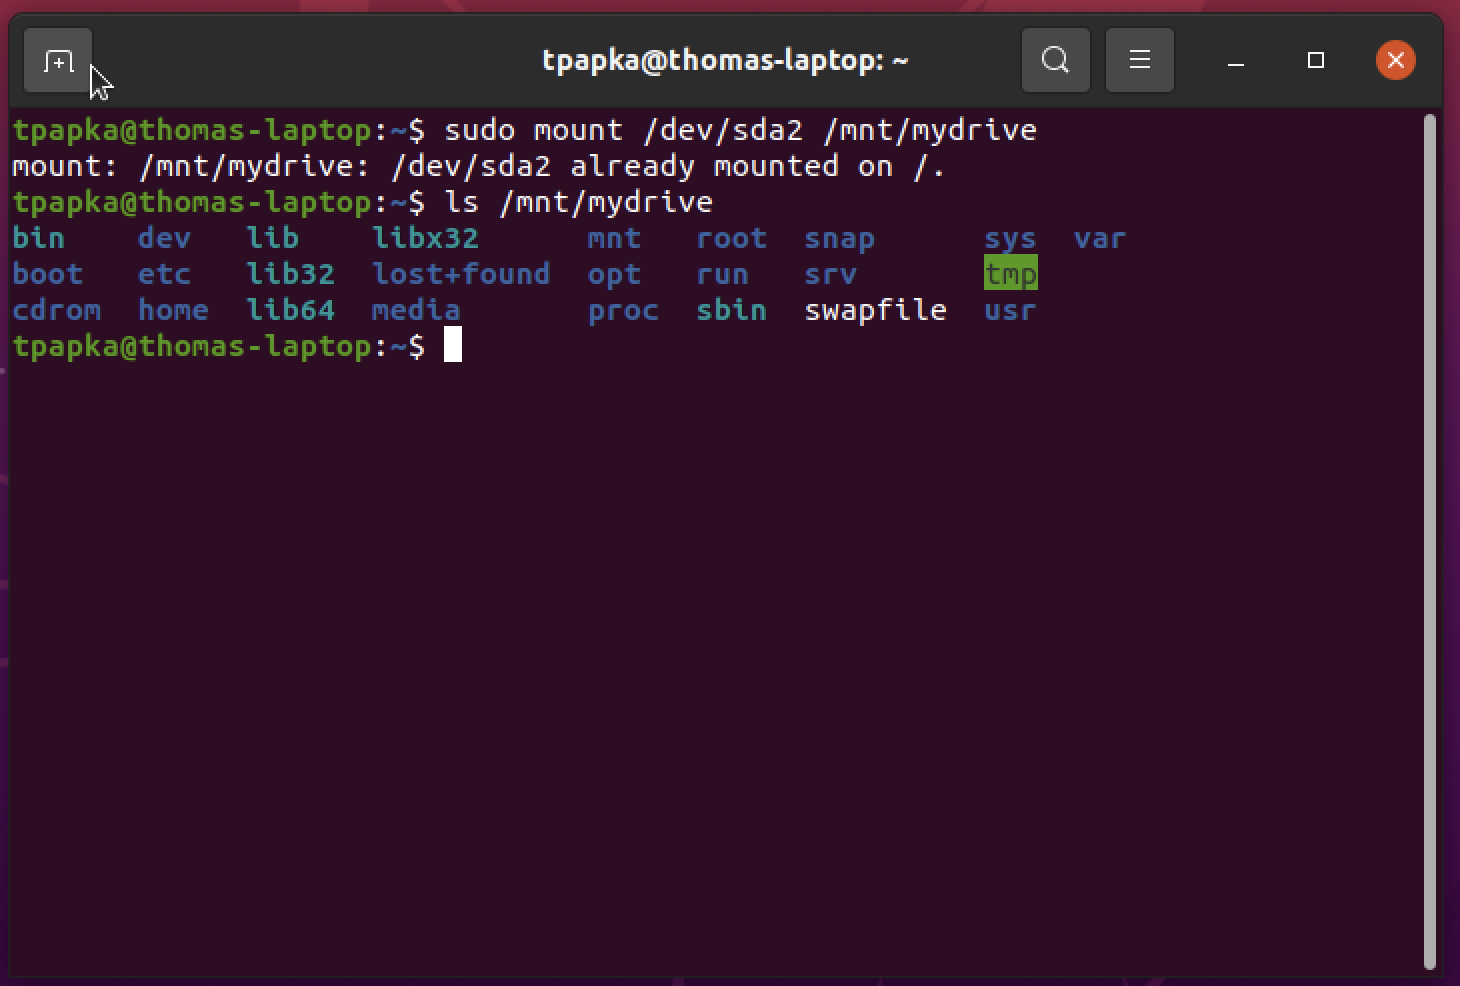 tpapka@thomas-laptop: ~
tpapka@thomas-laptop:~$ sudo mount /dev/sda2 /mnt/mydrive
mount: /mnt/mydrive: /dev/sda2 already mounted on /.
tpapka@thomas-laptop:~$ ls /mnt/mydrive
bin    dev   lib    libx32      mnt   root  snap      sys  var
boot   etc   lib32  lost+found  opt   run   srv       tmp
cdrom  home  lib64  media       proc  sbin  swapfile  usr
tpapka@thomas-laptop:~$